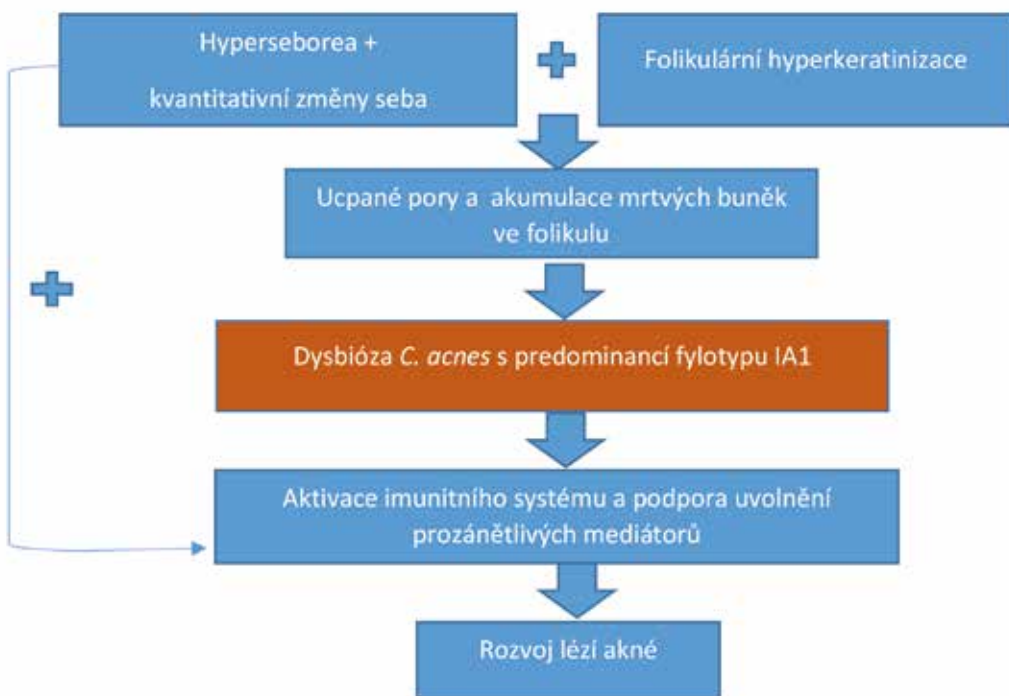 Hyperseborea +
kvantitativní změny seba
Folikulární hyperkeratinizace
Ucpané pory a akumulace mrtvých buněk
ve folikulu
Dysbióza C. acnes s predominancí fylotypu IA1
Aktivace imunitního systému a podpora uvolnění
prozánětlivých mediátorů
Rozvoj lézí akné